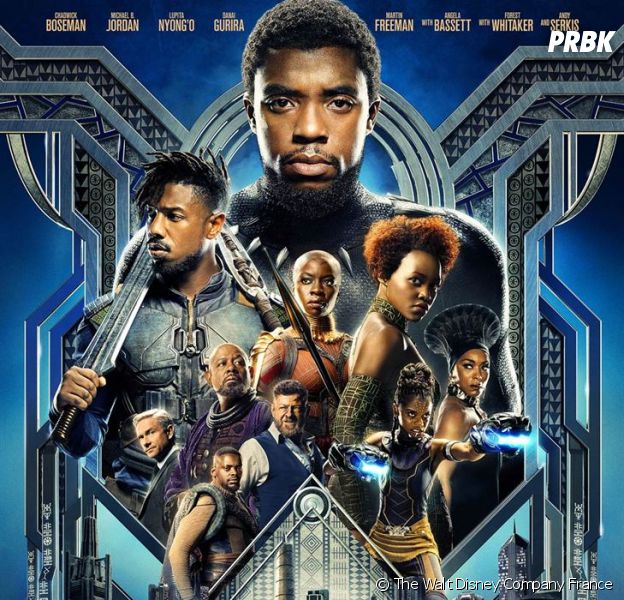 CHADWICK BOSEMAN
MICHAEL B. JORDAN
LUPITA NYONG'O
DANAI GURIRA
MARTIN FREEMAN
WITH ANGELA BASSETT
WITH FOREST WHITAKER
AND ANDY SERKIS
PRBK
© The Walt Disney Company France